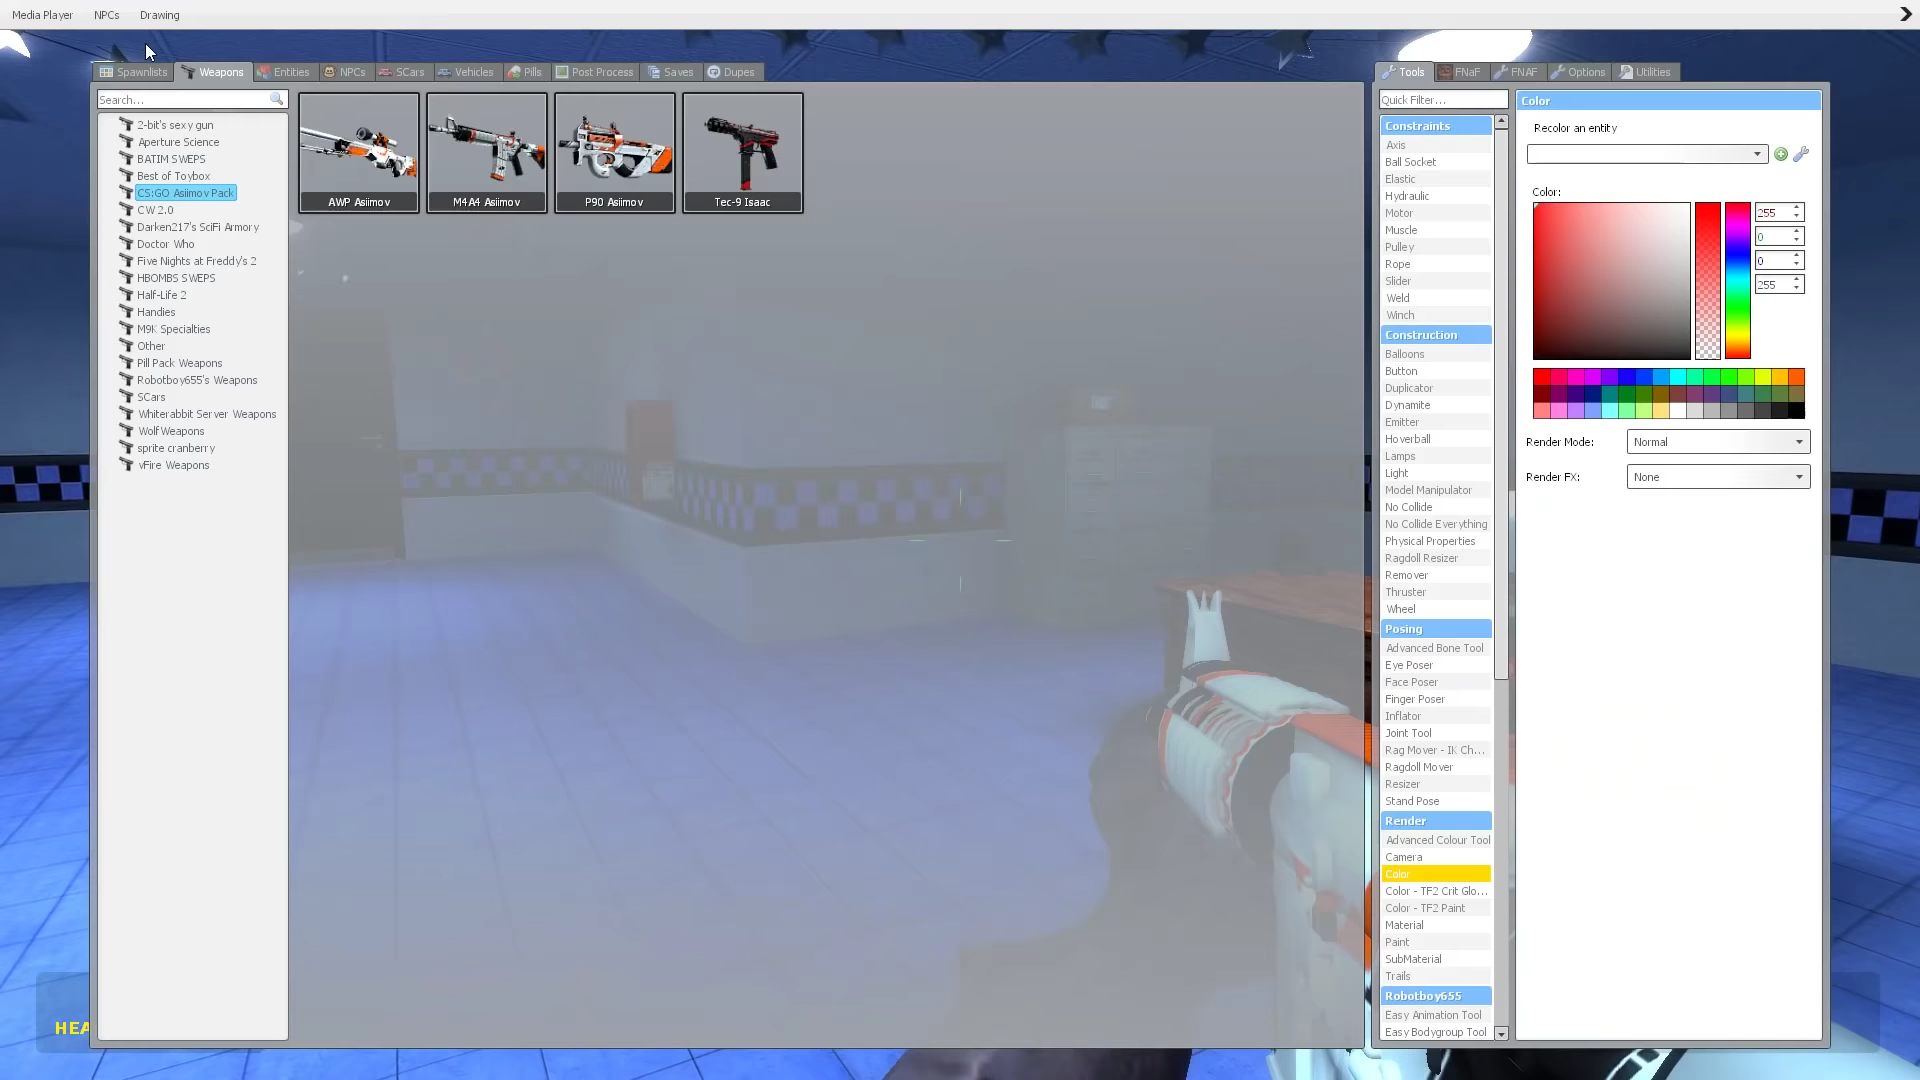 Media Player NPCs Drawing
Spawnlists Weapons Entities NPCs SCars Vehicles Pills Post Process Saves Dupes
Search...
2-bit's sexy gun
Aperture Science
BATIM SWEPS
Best of Toybox
CS:GO Asiimov Pack
CW 2.0
Darken217's SciFi Armory
Doctor Who
Five Nights at Freddy's 2
HBOMBS SWEPS
Half-Life 2
Handies
M9K Specialties
Other
Pill Pack Weapons
Robotboy655's Weapons
SCars
Whiterabbit Server Weapons
Wolf Weapons
sprite cranberry
vFire Weapons
AWP Asiimov M4A4 Asiimov P90 Asiimov Tec-9 Isaac
HEA
Tools FNaF FNAF Options Utilities
Quick Filter...
Constraints
Axis
Ball Socket
Elastic
Hydraulic
Motor
Muscle
Pulley
Rope
Slider
Weld
Winch
Construction
Balloons
Button
Duplicator
Dynamite
Emitter
Hoverball
Lamps
Light
Model Manipulator
No Collide
No Collide Everything
Physical Properties
Ragdoll Resizer
Remover
Thruster
Wheel
Posing
Advanced Bone Tool
Eye Poser
Face Poser
Finger Poser
Inflator
Joint Tool
Rag Mover - IK Ch...
Ragdoll Mover
Resizer
Stand Pose
Render
Advanced Colour Tool
Camera
Color
Color - TF2 Crit Glo...
Color - TF2 Paint
Material
Paint
SubMaterial
Trails
Robotboy655
Easy Animation Tool
Easy Bodygroup Tool
Color
Recolor an entity
Color:
255
0
0
255
Render Mode: Normal
Render FX: None